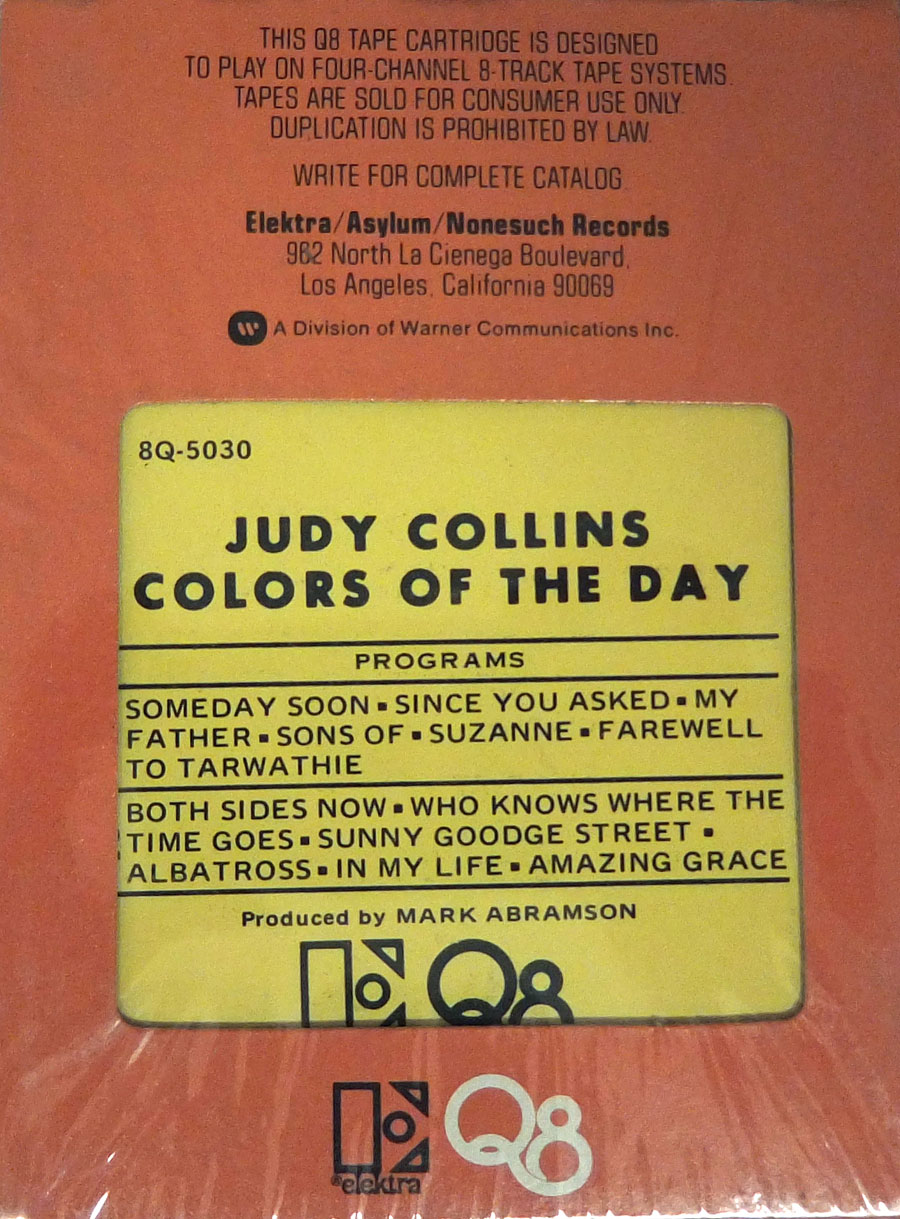 THIS Q8 TAPE CARTRIDGE IS DESIGNED
TO PLAY ON FOUR-CHANNEL 8-TRACK TAPE SYSTEMS.
TAPES ARE SOLD FOR CONSUMER USE ONLY.
DUPLICATION IS PROHIBITED BY LAW.
WRITE FOR COMPLETE CATALOG.
Elektra/Asylum/Nonesuch Records
962 North La Cienega Boulevard,
Los Angeles, California 90069
A Division of Warner Communications Inc.
8Q-5030
JUDY COLLINS
COLORS OF THE DAY
PROGRAMS
SOMEDAY SOON ▪ SINCE YOU ASKED ▪ MY
FATHER ▪ SONS OF ▪ SUZANNE ▪ FAREWELL
TO TARWATHIE
BOTH SIDES NOW ▪ WHO KNOWS WHERE THE
TIME GOES ▪ SUNNY GOODGE STREET ▪
ALBATROSS ▪ IN MY LIFE ▪ AMAZING GRACE
Produced by MARK ABRAMSON
EK Q8
EK Q8
®elektra